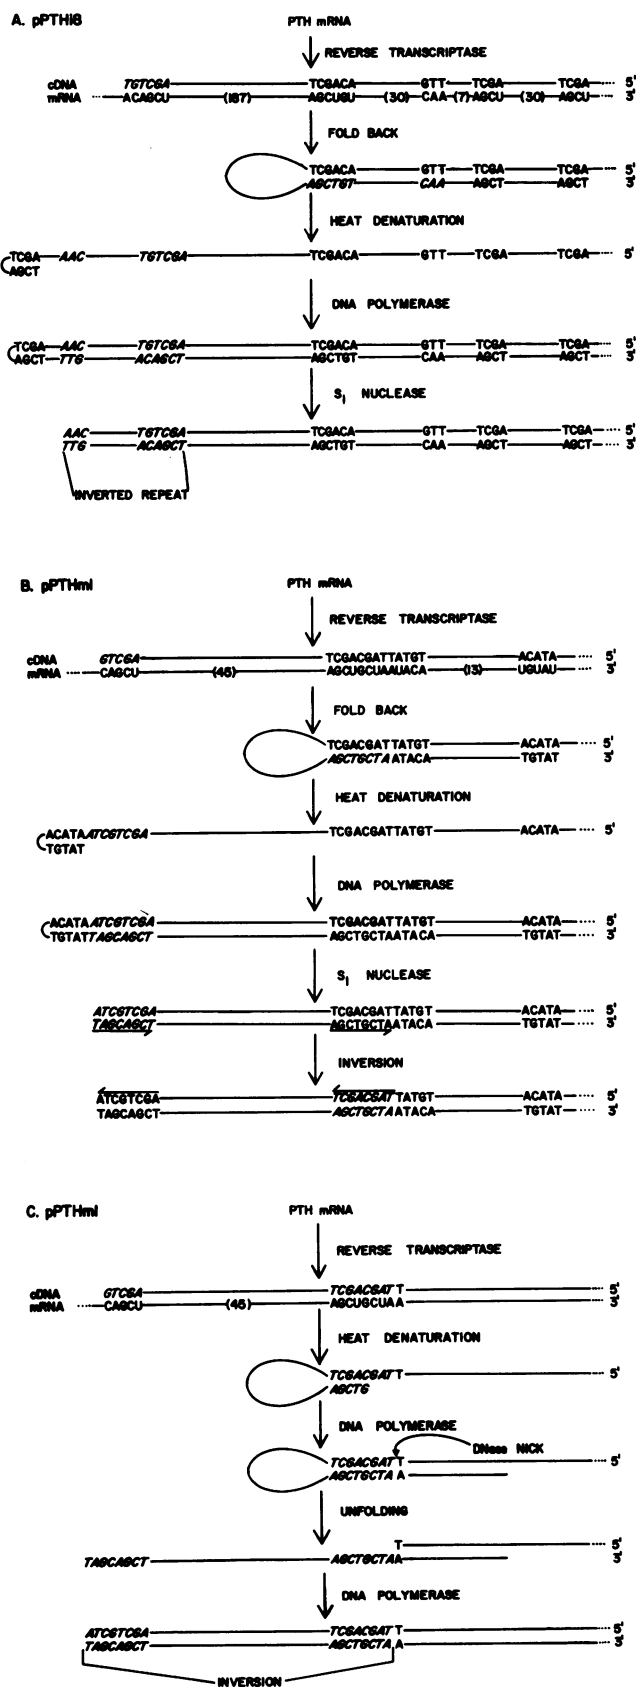 A. pPTHi8
PTH mRNA
REVERSE TRANSCRIPTASE
cDNA TGTCGA TCGACA GTT TCGA TCGA .... 5'
mRNA .... ACAGCU (187) AGCUGU (30) CAA (7) AGCU (30) AGCU .... 3'
FOLD BACK
TCGACA GTT TCGA TCGA .... 5'
AGCTGT CAA AGCT AGCT 3'
HEAT DENATURATION
TCGA AAC TGTCGA TCGACA GTT TCGA TCGA .... 5'
AGCT
DNA POLYMERASE
TCGA AAC TGTCGA TCGACA GTT TCGA TCGA .... 5'
AGCT TTG ACAGCT AGCTGT CAA AGCT AGCT .... 3'
S1 NUCLEASE
AAC TGTCGA TCGACA GTT TCGA TCGA .... 5'
TTG ACAGCT AGCTGT CAA AGCT AGCT .... 3'
INVERTED REPEAT
B. pPTHm1
PTH mRNA
REVERSE TRANSCRIPTASE
cDNA GTCGA TCGACGATTATGT ACATA .... 5'
mRNA .... CAGCU (45) AGCUGCUAAUACA (13) UGUAU .... 3'
FOLD BACK
TCGACGATTATGT ACATA .... 5'
AGCTGCTAATACA TGTAT 3'
HEAT DENATURATION
ACATAATCGTCGA TCGACGATTATGT ACATA .... 5'
TGTAT
DNA POLYMERASE
ACATAATCGTCGA TCGACGATTATGT ACATA .... 5'
TGTATTAGCAGCT AGCTGCTAATACA TGTAT .... 3'
S1 NUCLEASE
ATCGTCGA TCGACGATTATGT ACATA .... 5'
TAGCAGCT AGCTGCTAATACA TGTAT .... 3'
INVERSION
ATCGTCGA TCGACGATTATGT ACATA .... 5'
TAGCAGCT AGCTGCTAATACA TGTAT .... 3'
C. pPTHm1
PTH mRNA
REVERSE TRANSCRIPTASE
cDNA GTCGA TCGACGATT .... 5'
mRNA .... CAGCU (45) AGCUGCUAA .... 3'
HEAT DENATURATION
TCGACGATT .... 5'
AGCTG
DNA POLYMERASE
DNase NICK
TCGACGATT .... 5'
AGCTGCTAA 3'
UNFOLDING
T .... 5'
TAGCAGCT AGCTGCTAA 3'
DNA POLYMERASE
ATCGTCGA TCGACGATT .... 5'
TAGCAGCT AGCTGCTAA .... 3'
INVERSION